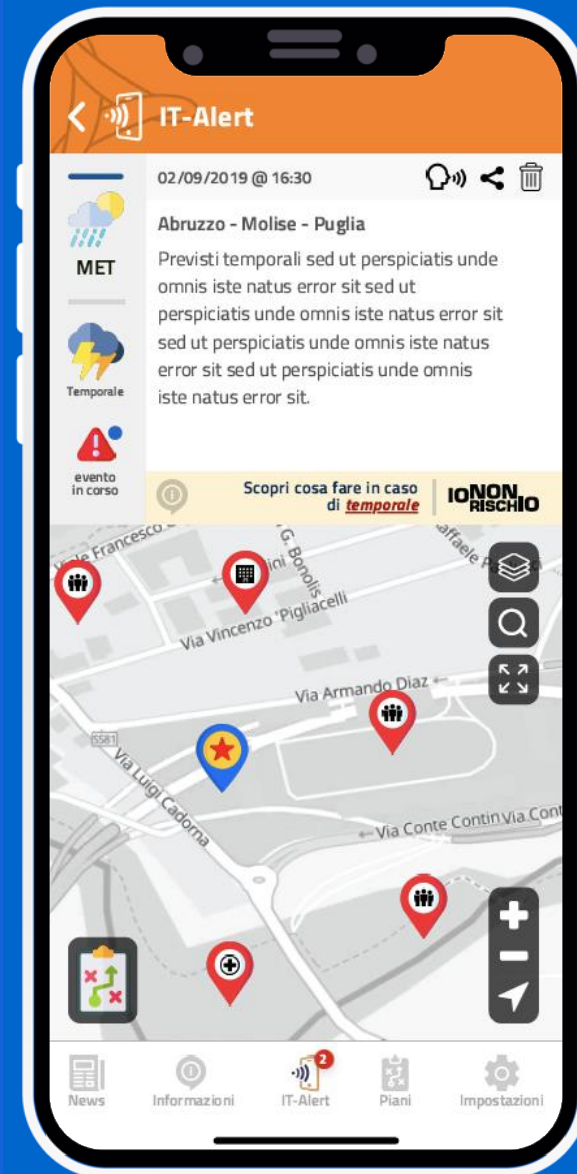 IT-Alert
02/09/2019 @ 16:30
MET
Temporale
evento
in corso
Abruzzo - Molise - Puglia
Previsti temporali sed ut perspiciatis unde
omnis iste natus error sit sed ut
perspiciatis unde omnis iste natus error sit
sed ut perspiciatis unde omnis iste natus
error sit sed ut perspiciatis unde omnis
iste natus error sit.
Scopri cosa fare in caso
di temporale
IO NON
RISCHIO
Francesco
G. Bonolis
ini
Via Vincenzo 'Pigliacelli
Via Armando Diaz
SS81
Via Luigi Cadorna
Via Conte Contin
Via Cont
2
News
Informazioni
IT-Alert
Piani
Impostazioni